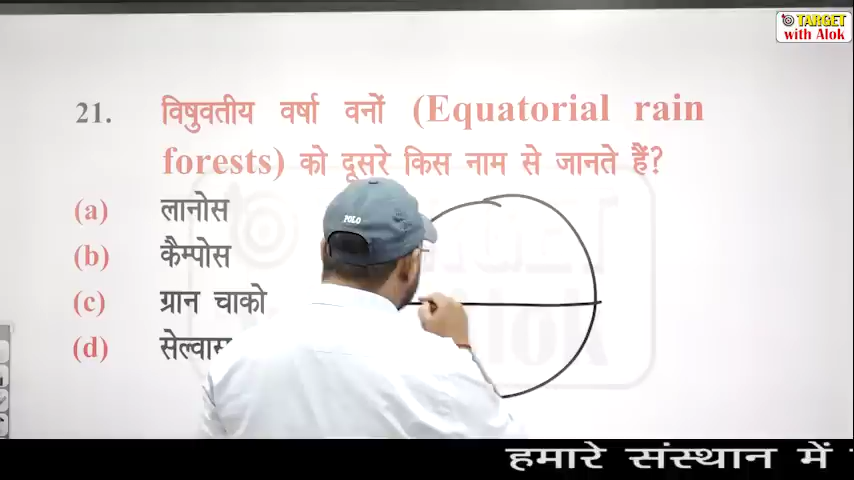 TARGET
with Alok
21. विषुवतीय वर्षा वनों (Equatorial rain
forests) को दूसरे किस नाम से जानते हैं?
(a) लानोस
(b) कैम्पोस
(c) ग्रान चाको
(d) सेल्वास
POLO
हमारे संस्थान में